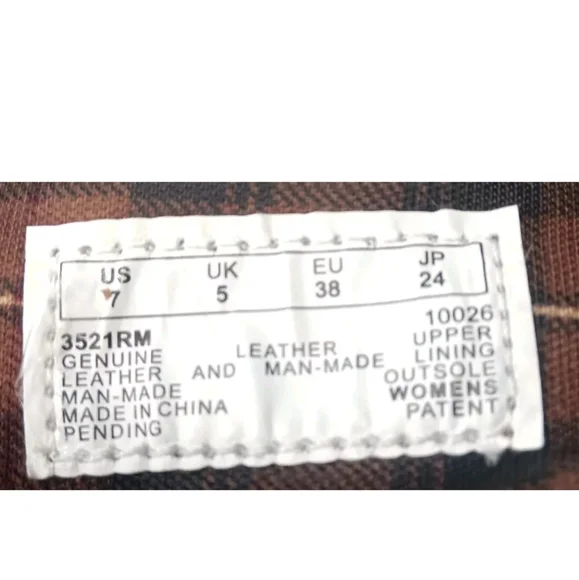 US UK EU JP
7 5 38 24
3521RM 10026
GENUINE LEATHER UPPER
LEATHER AND MAN-MADE LINING
MAN-MADE OUTSOLE
MADE IN CHINA WOMENS
PENDING PATENT